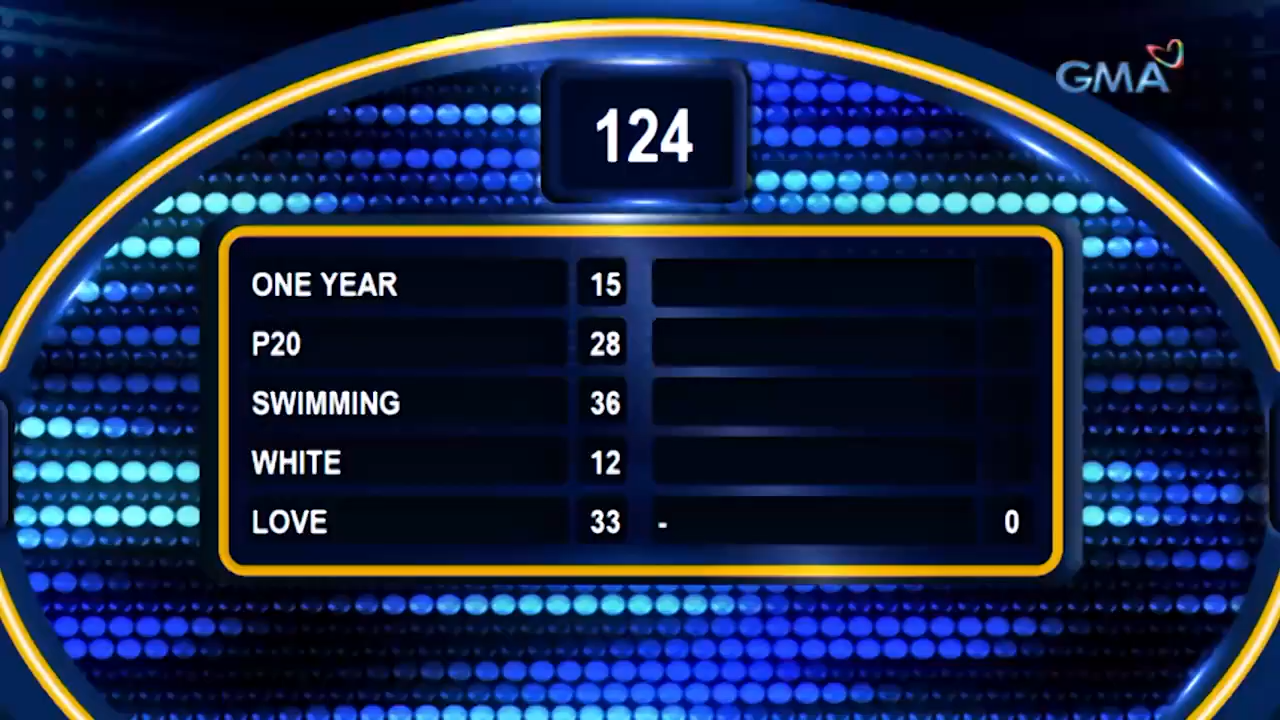 GMA
124
ONE YEAR 15
P20 28
SWIMMING 36
WHITE 12
LOVE 33 - 0